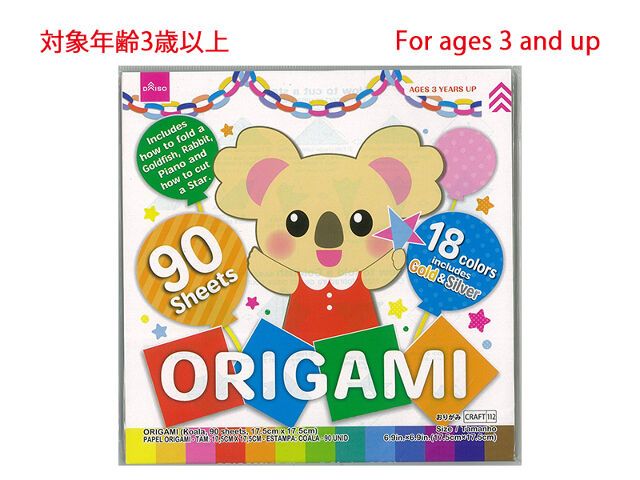 対象年齢3歳以上
For ages 3 and up
DAISO
AGES 3 YEARS UP
Includes
how to fold a
Goldfish, Rabbit,
Piano and
how to cut
a Star.
90
Sheets
18 colors
includes
Gold & Silver
ORIGAMI
おりがみ CRAFT 112
ORIGAMI (Koala, 90 sheets, 17.5cm x 17.5cm)
PAPEL ORIGAMI - TAM. 17,5CM X 17,5CM - ESTAMPA: COALA - 90 UNID
Size / Tamanho
6.9in.×6.9in.(17.5cm×17.5cm)